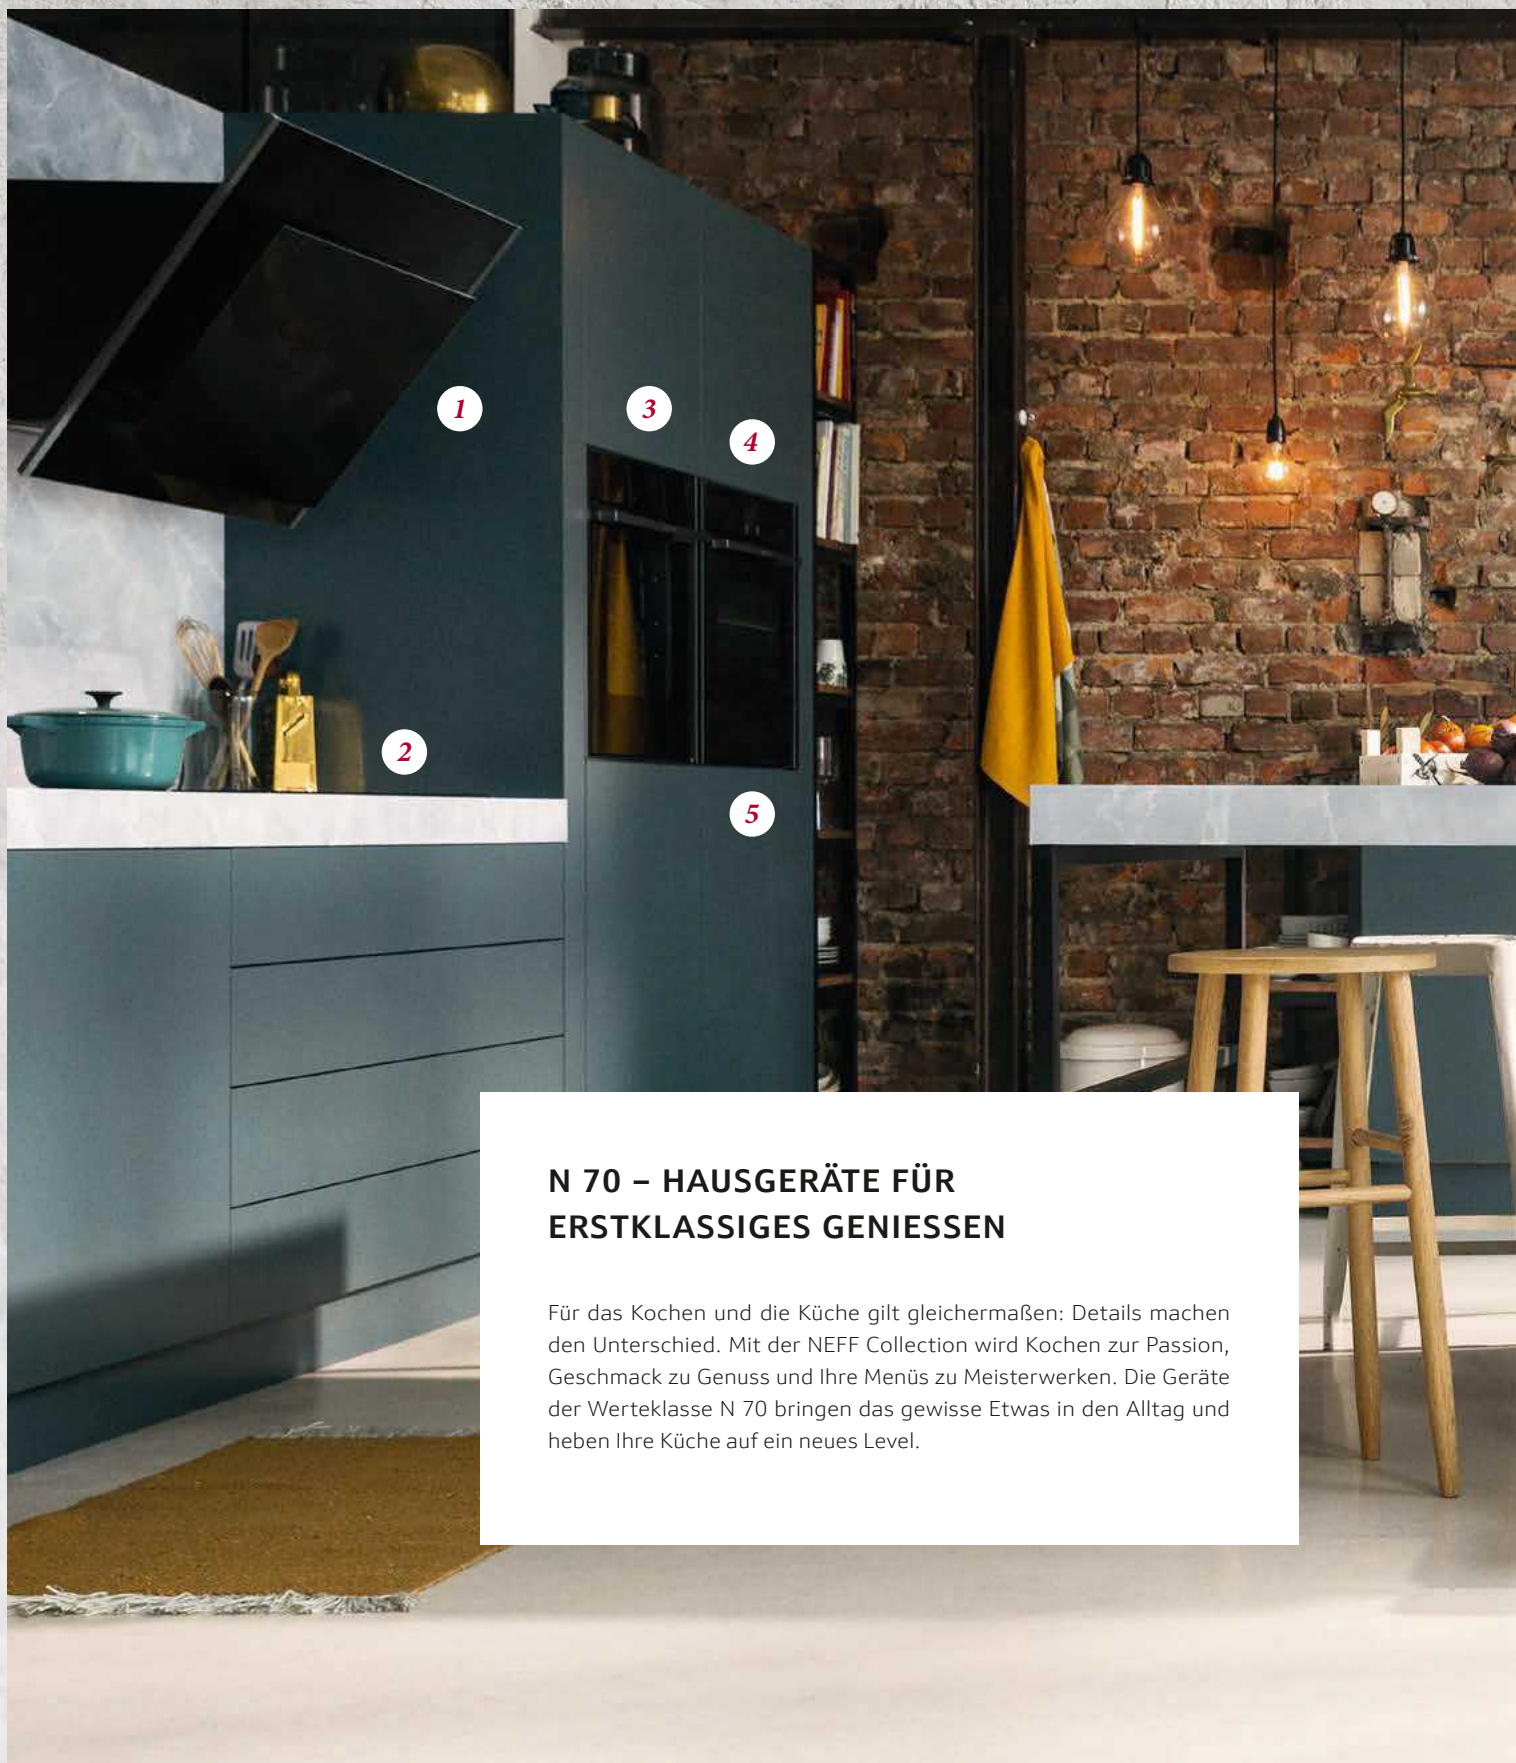 1
3
4
2
5
N 70 – HAUSGERÄTE FÜR
ERSTKLASSIGES GENIESSEN
Für das Kochen und die Küche gilt gleichermaßen: Details machen
den Unterschied. Mit der NEFF Collection wird Kochen zur Passion,
Geschmack zu Genuss und Ihre Menüs zu Meisterwerken. Die Geräte
der Werteklasse N 70 bringen das gewisse Etwas in den Alltag und
heben Ihre Küche auf ein neues Level.